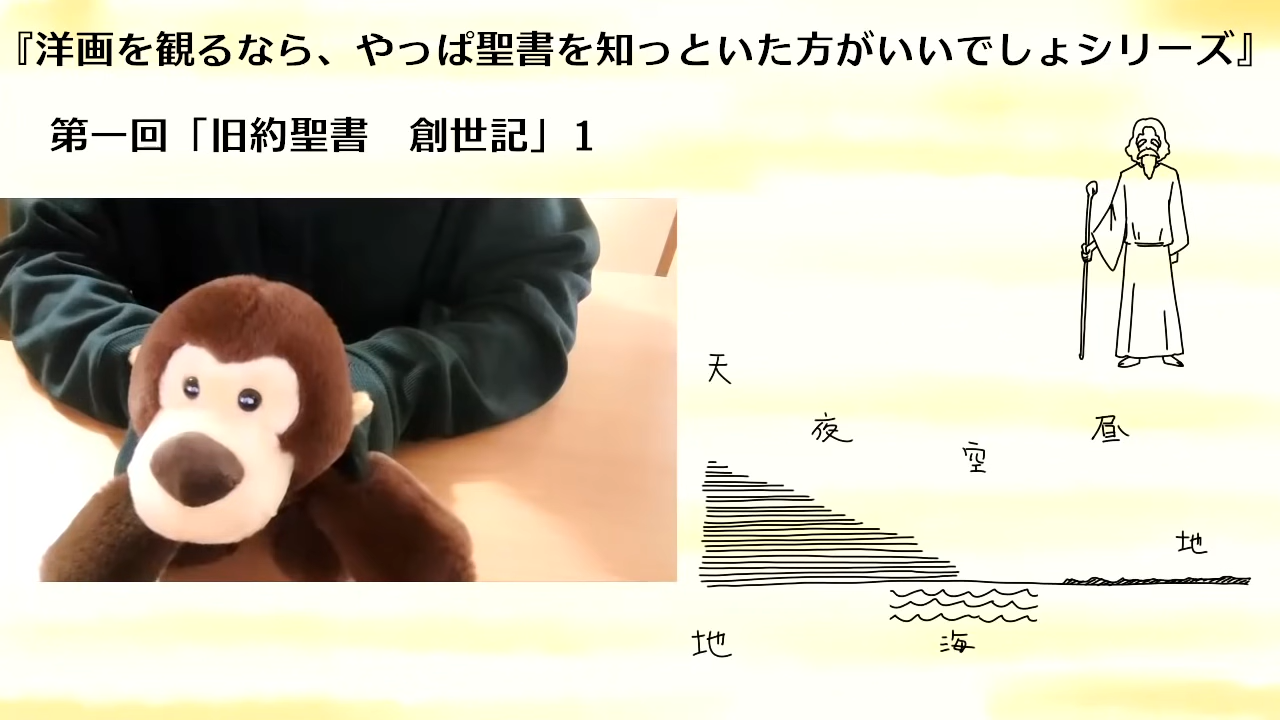 『洋画を観るなら、やっぱ聖書を知っといた方がいいでしょシリーズ』
第一回「旧約聖書　創世記」1
天
夜
空
昼
地
地
海